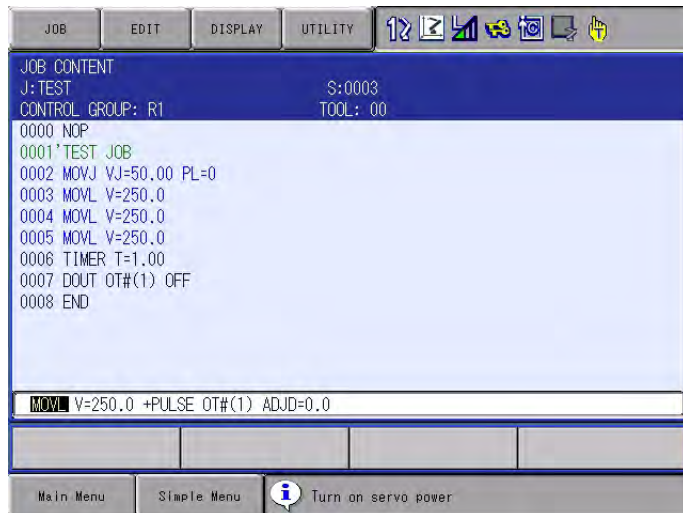 JOB EDIT DISPLAY UTILITY
JOB CONTENT
J:TEST S:0003
CONTROL GROUP: R1 TOOL: 00
0000 NOP
0001'TEST JOB
0002 MOVJ VJ=50.00 PL=0
0003 MOVL V=250.0
0004 MOVL V=250.0
0005 MOVL V=250.0
0006 TIMER T=1.00
0007 DOUT OT#(1) OFF
0008 END
MOVL V=250.0 +PULSE OT#(1) ADJD=0.0
Main Menu Simple Menu Turn on servo power